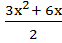 3x² + 6x
2